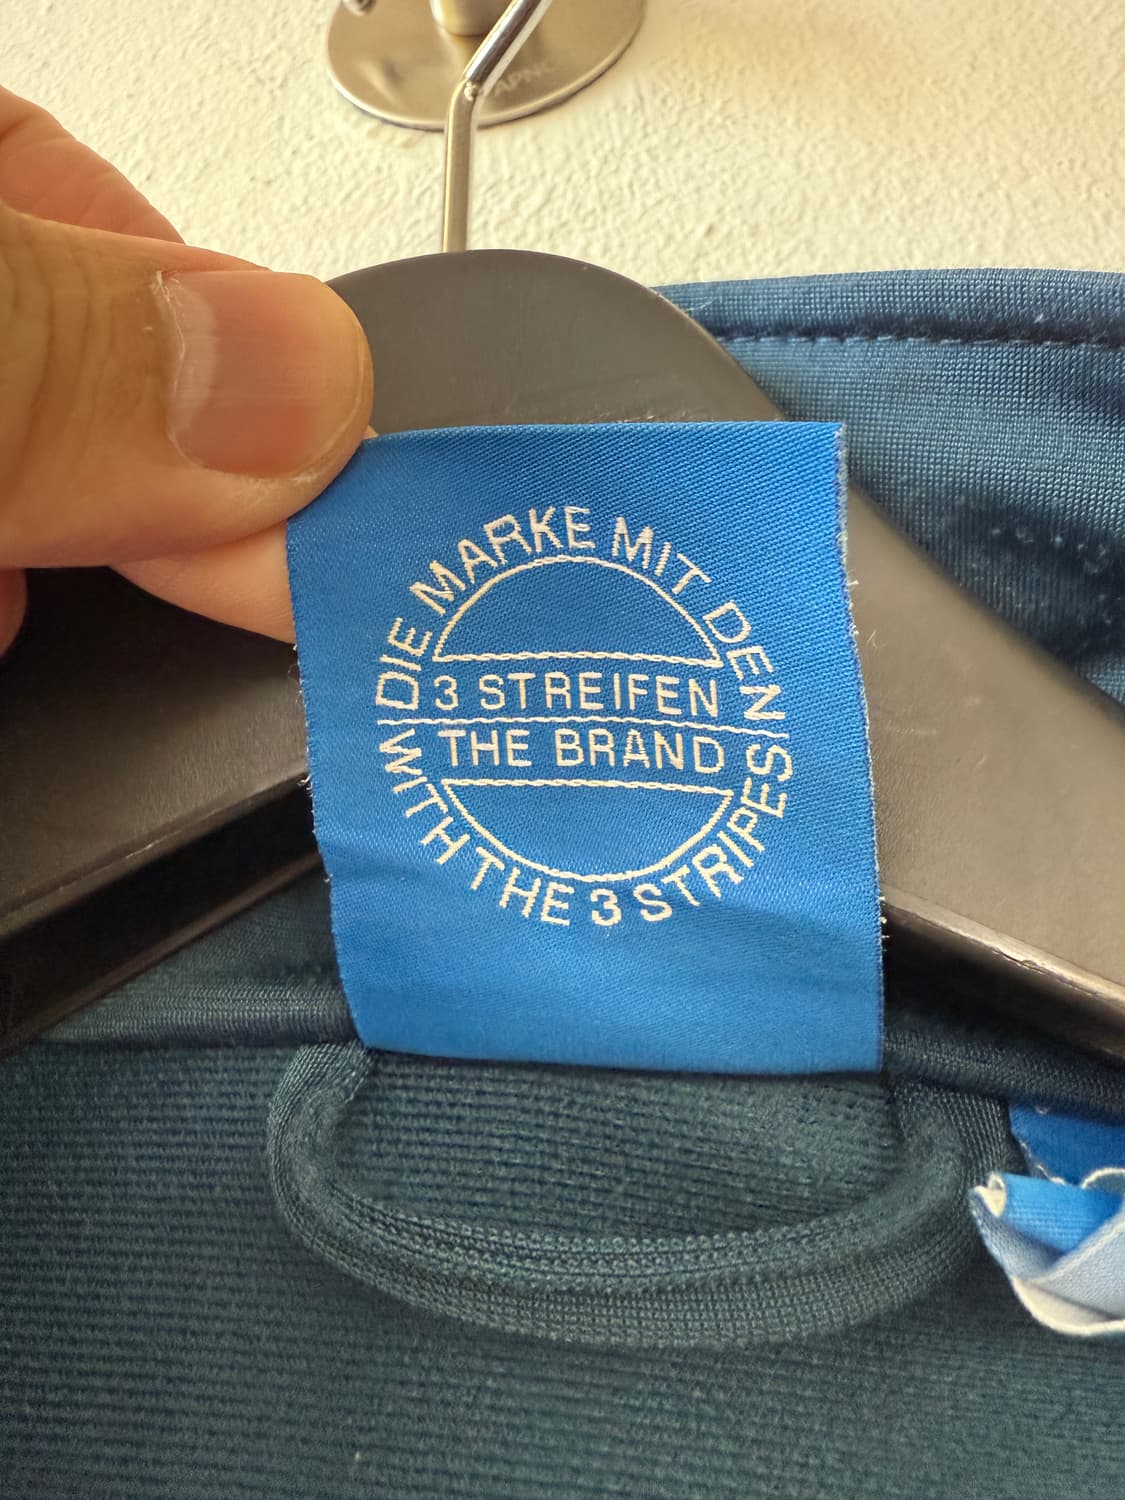 DIE MARKE MIT DEN
3 STREIFEN
THE BRAND
WITH THE 3 STRIPES